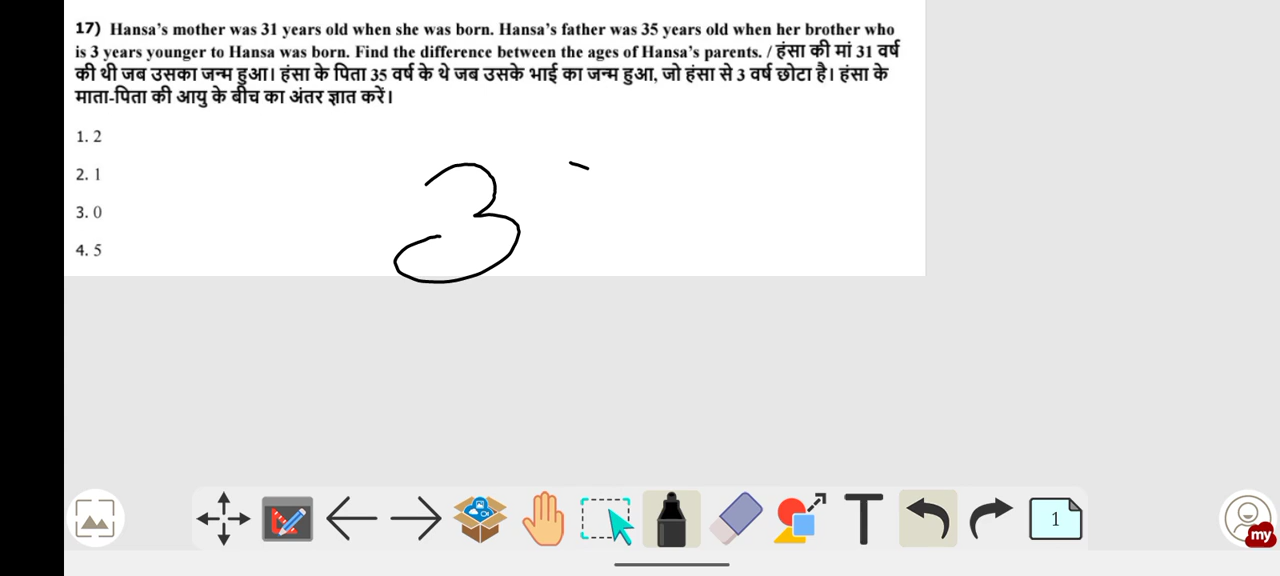 17) Hansa's mother was 31 years old when she was born. Hansa's father was 35 years old when her brother who
is 3 years younger to Hansa was born. Find the difference between the ages of Hansa's parents. / हंसा की मां 31 वर्ष
की थी जब उसका जन्म हुआ। हंसा के पिता 35 वर्ष के थे जब उसके भाई का जन्म हुआ, जो हंसा से 3 वर्ष छोटा है। हंसा के
माता-पिता की आयु के बीच का अंतर ज्ञात करें।
1. 2
2. 1
3. 0
4. 5
3
T
1
my